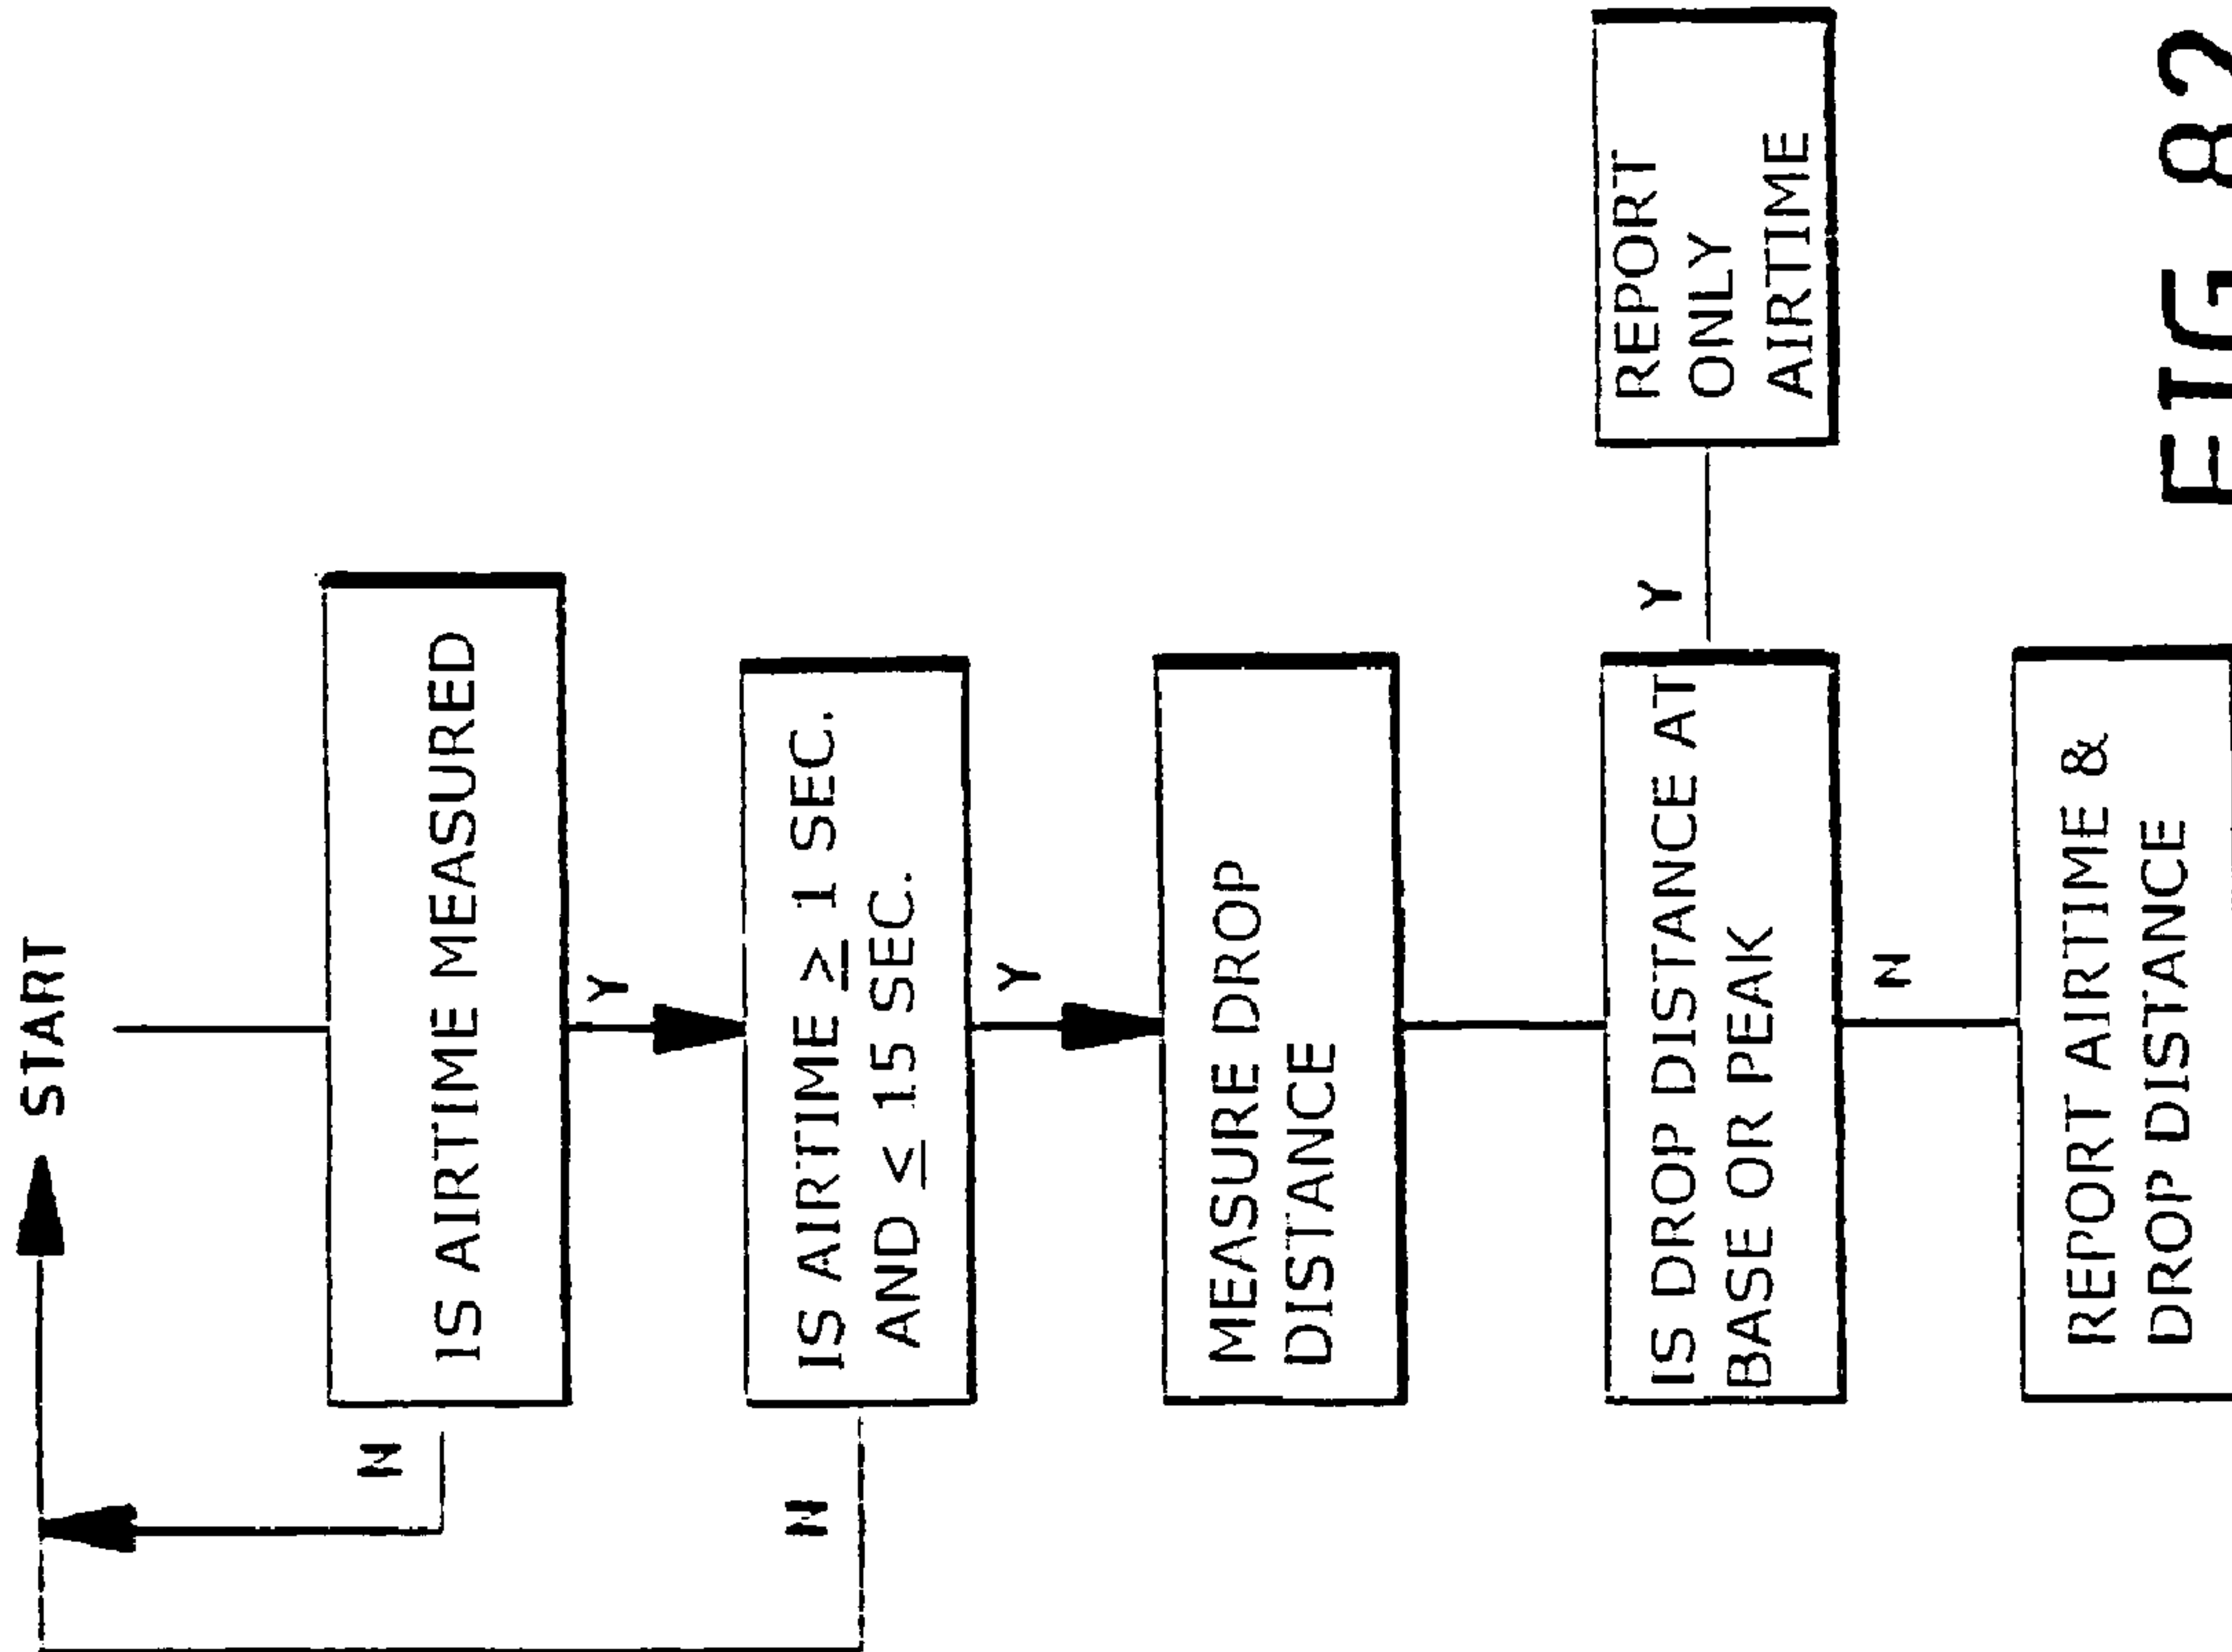 START
IS AIRTIME MEASURED
N
Y
IS AIRTIME ≥ 1 SEC.
AND ≤ 15 SEC.
N
Y
MEASURE DROP
DISTANCE
IS DROP DISTANCE AT
BASE OR PEAK
Y
REPORT
ONLY
AIRTIME
N
REPORT AIRTIME &
DROP DISTANCE
FIG 82